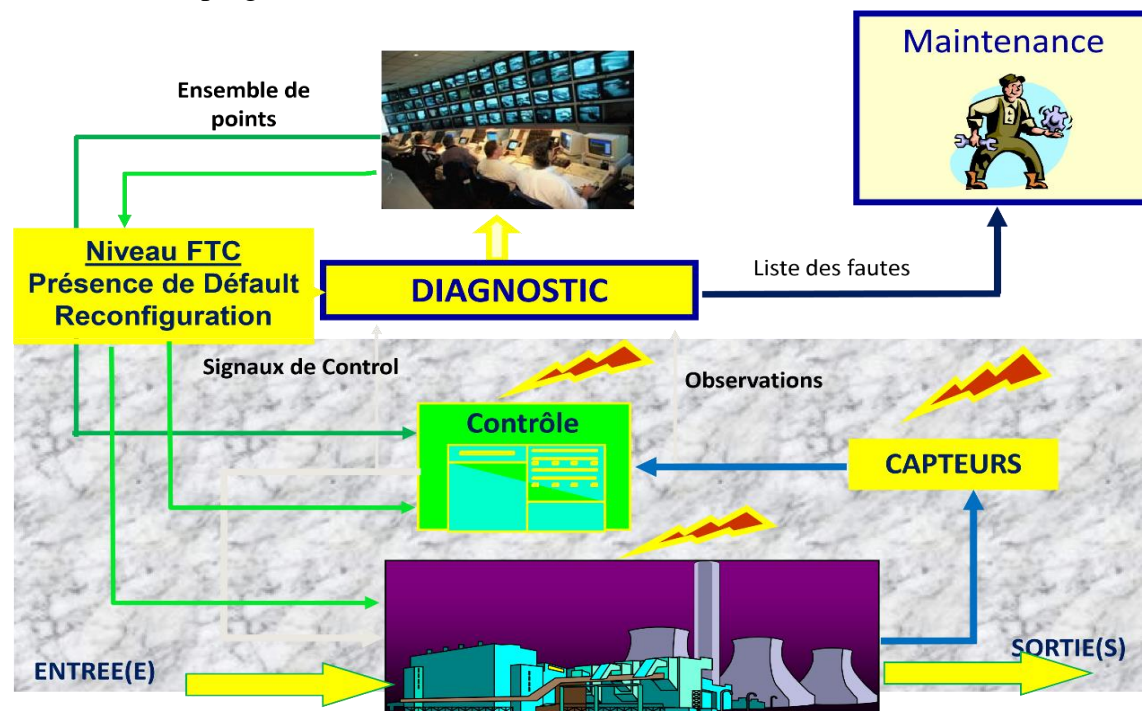 Maintenance
Ensemble de
points
Niveau FTC
Présence de Défault
Reconfiguration
DIAGNOSTIC
Liste des fautes
Signaux de Control
Observations
Contrôle
CAPTEURS
ENTREE(E)
SORTIE(S)